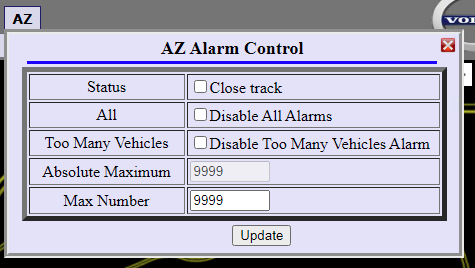 AZ
AZ Alarm Control
Status Close track
All Disable All Alarms
Too Many Vehicles Disable Too Many Vehicles Alarm
Absolute Maximum 9999
Max Number 9999
Update